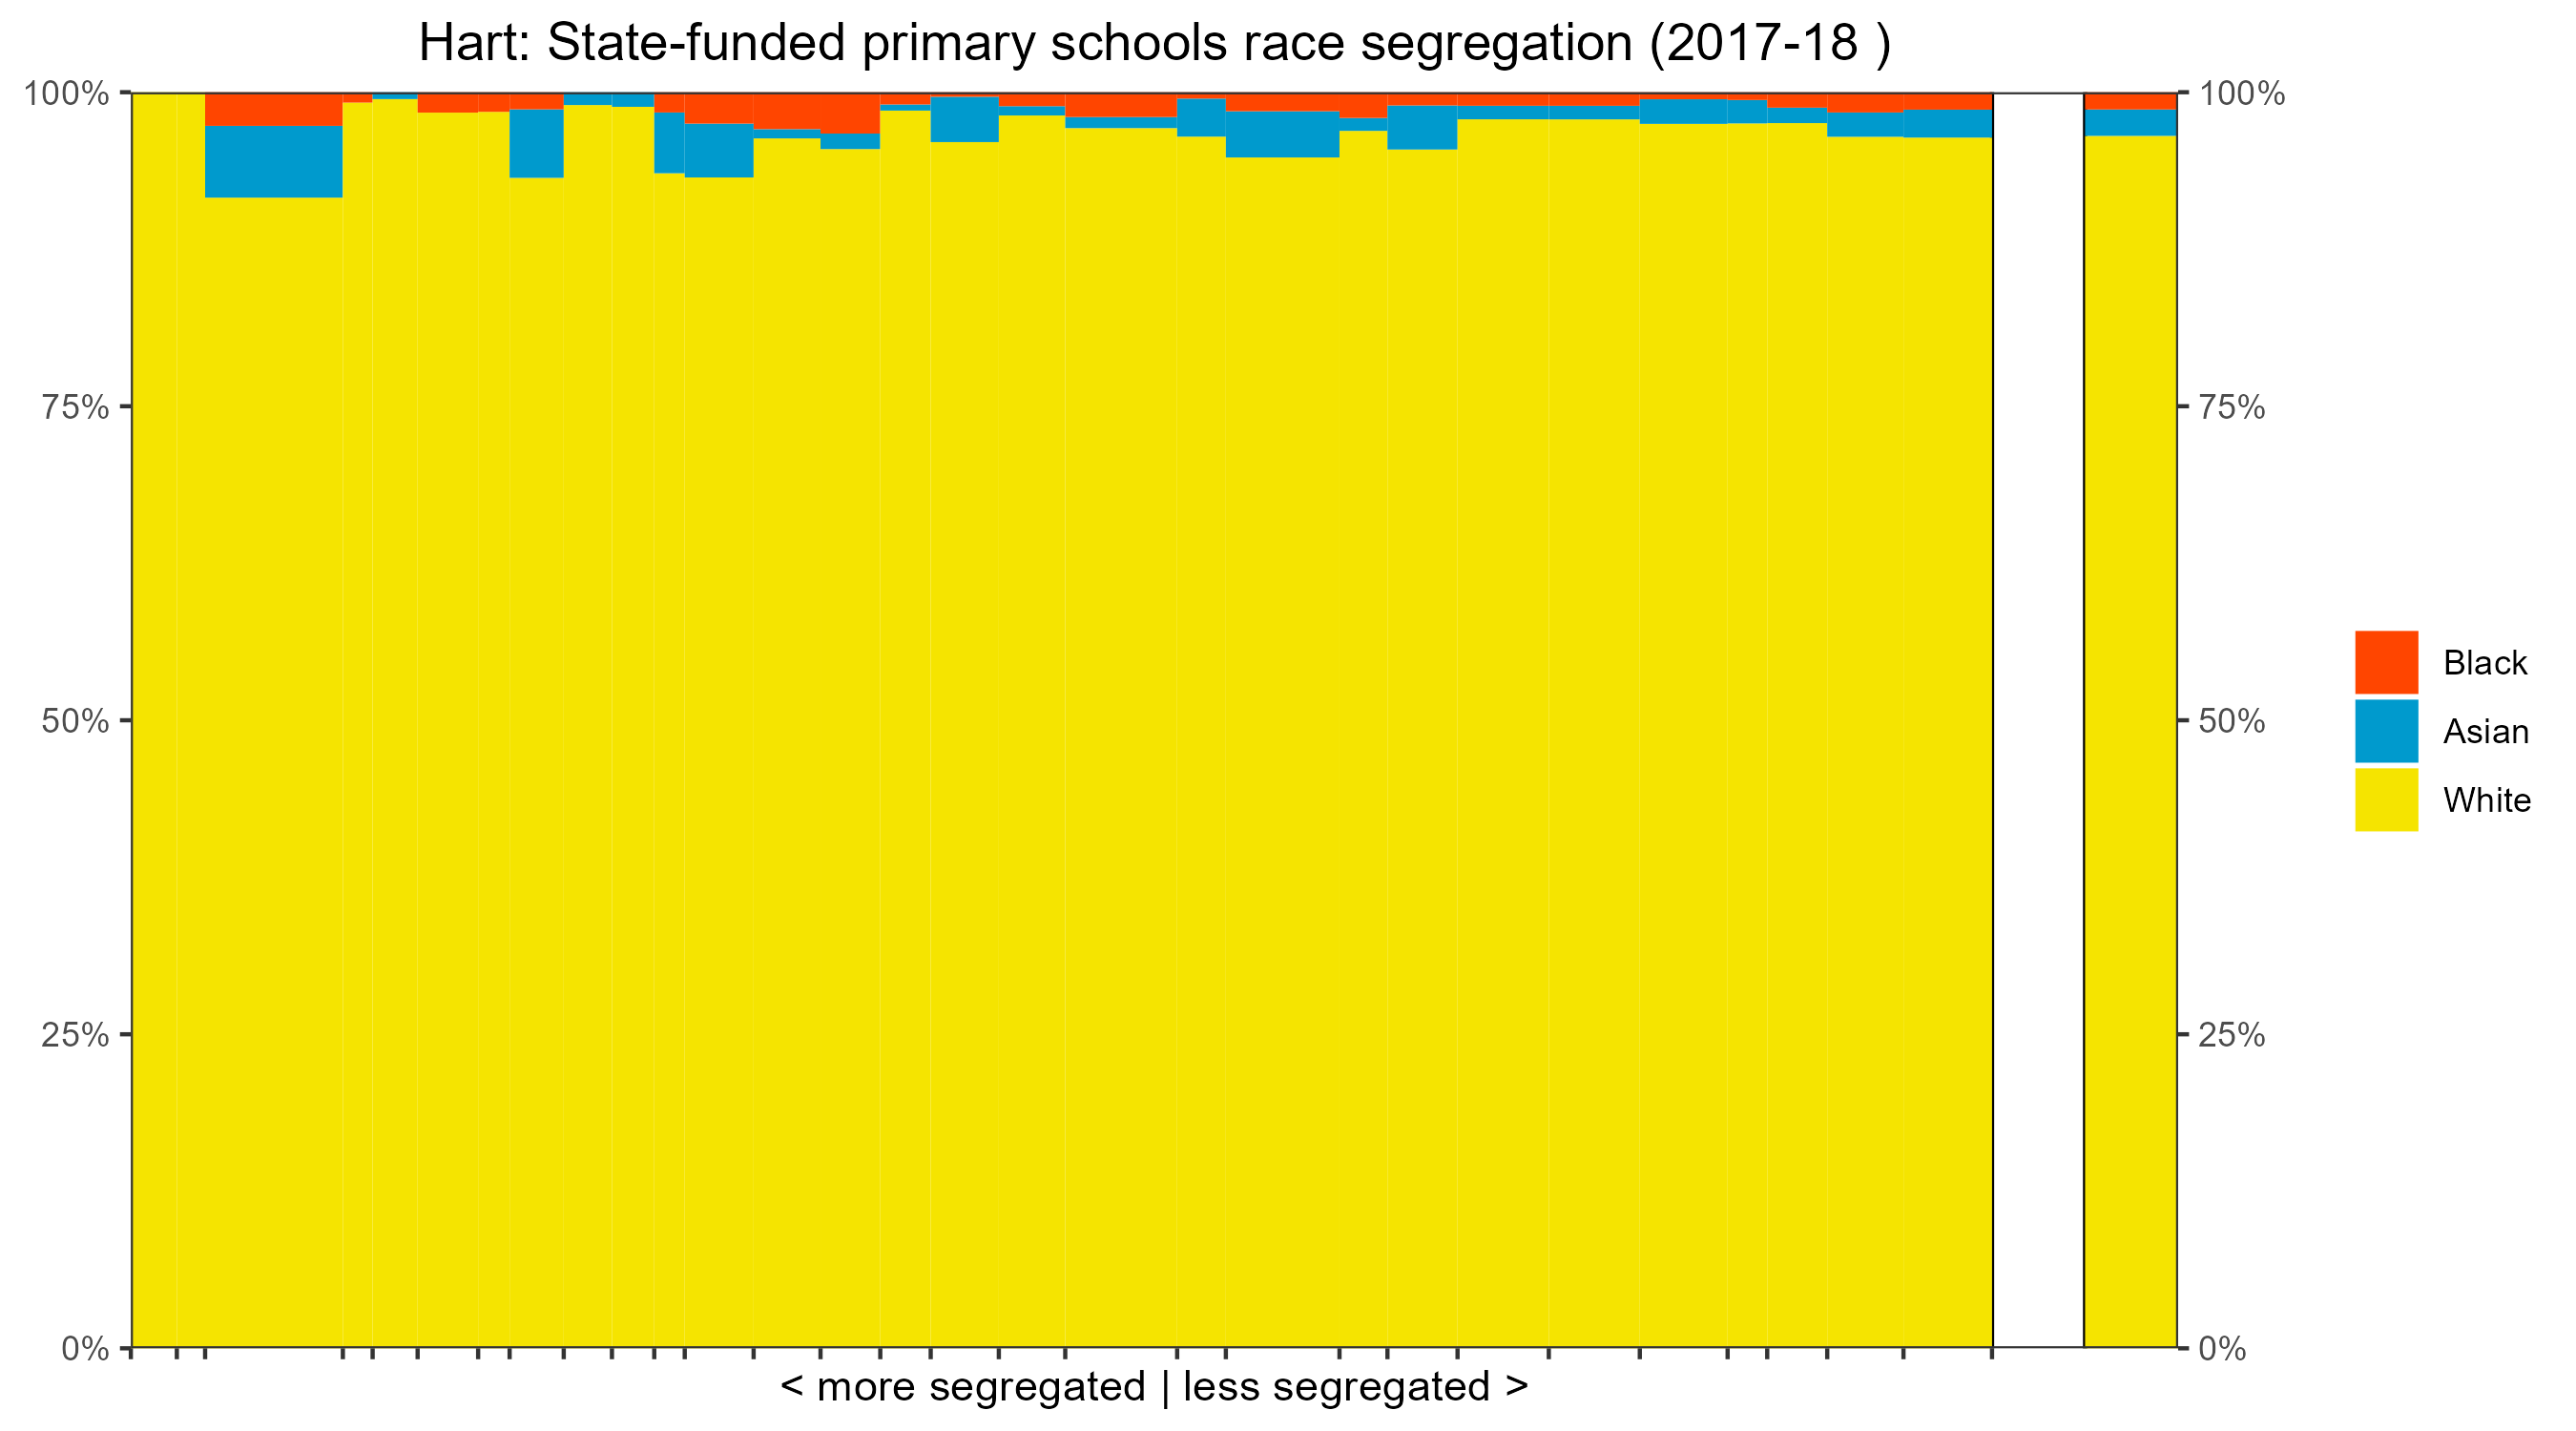 Hart: State-funded primary schools race segregation (2017-18 )
100%
75%
50%
25%
0%
100%
75%
50%
25%
0%
Black
Asian
White
< more segregated | less segregated >